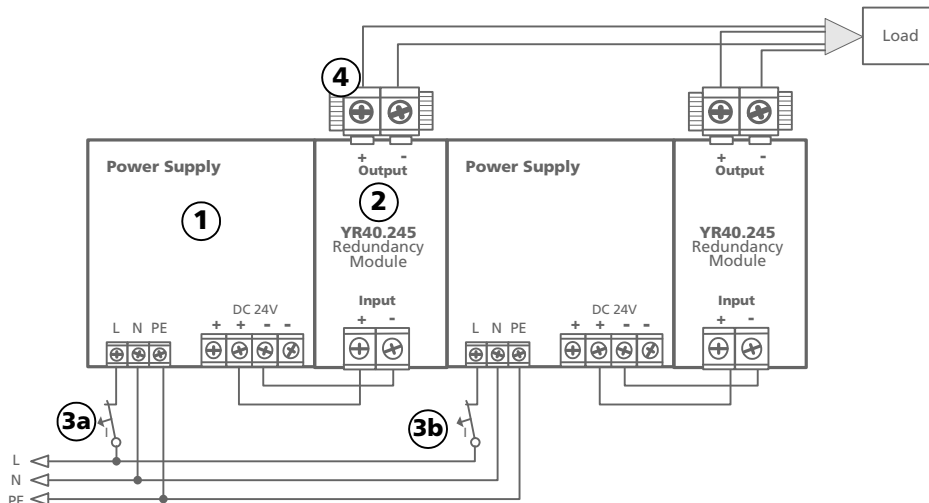 Load
4
+ -
Output
+ -
Output
Power Supply
Power Supply
1
2
YR40.245
Redundancy
Module
YR40.245
Redundancy
Module
Input
+ -
Input
+ -
DC 24V
+ + - -
DC 24V
+ + - -
L N PE
L N PE
3a
I
3b
I
L
N
PE